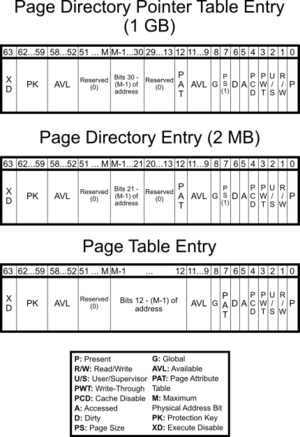 Page Directory Pointer Table Entry
(1 GB)
63 62...59 58...52 51 ... M M-1...30 29...13 12 11...9 8 7 6 5 4 3 2 1 0
XD PK AVL Reserved (0) Bits 30 - (M-1) of address Reserved (0) PAT AVL G PS (1) D A PCD PWT U/S R/W P
Page Directory Entry (2 MB)
63 62...59 58...52 51 ... M M-1...21 20...13 12 11...9 8 7 6 5 4 3 2 1 0
XD PK AVL Reserved (0) Bits 21 - (M-1) of address Reserved (0) PAT AVL G PS (1) D A PCD PWT U/S R/W P
Page Table Entry
63 62...59 58...52 51 ... M M-1 ... 12 11...9 8 7 6 5 4 3 2 1 0
XD PK AVL Reserved (0) Bits 12 - (M-1) of address AVL G PAT D A PCD PWT U/S R/W P
P: Present
R/W: Read/Write
U/S: User/Supervisor
PWT: Write-Through
PCD: Cache Disable
A: Accessed
D: Dirty
PS: Page Size
G: Global
AVL: Available
PAT: Page Attribute
Table
M: Maximum
Physical Address Bit
PK: Protection Key
XD: Execute Disable